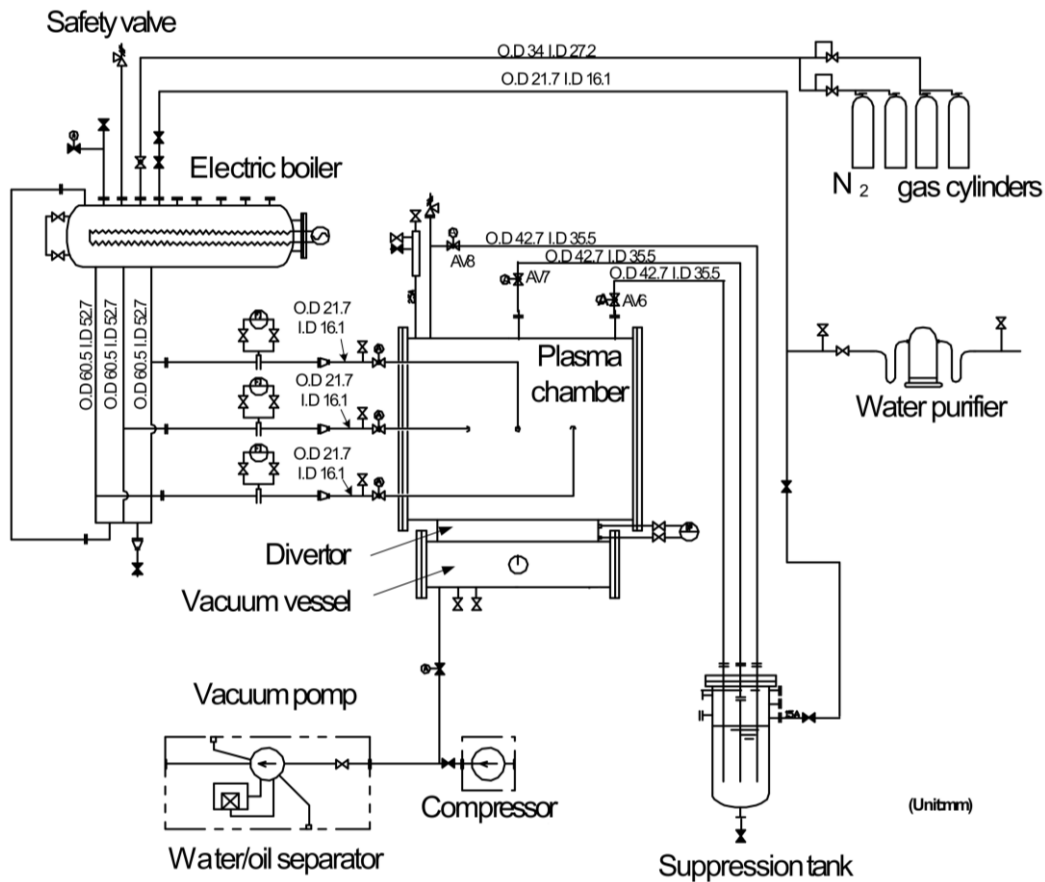 Safety valve
O.D 34 I.D 27.2
O.D 21.7 I.D 16.1
Electric boiler
N2
gas cylinders
O.D 42.7 I.D 35.5
O.D 42.7 I.D 35.5
O.D 42.7 I.D 35.5
AV8
AV7
AV6
25A
O.D 60.5 I.D 52.7
O.D 60.5 I.D 52.7
O.D 60.5 I.D 52.7
O.D 21.7
I.D 16.1
O.D 21.7
I.D 16.1
O.D 21.7
I.D 16.1
Plasma
chamber
Water purifier
Divertor
Vacuum vessel
Vacuum pomp
15A
Compressor
(Unit:mm)
Water/oil separator
Suppression tank